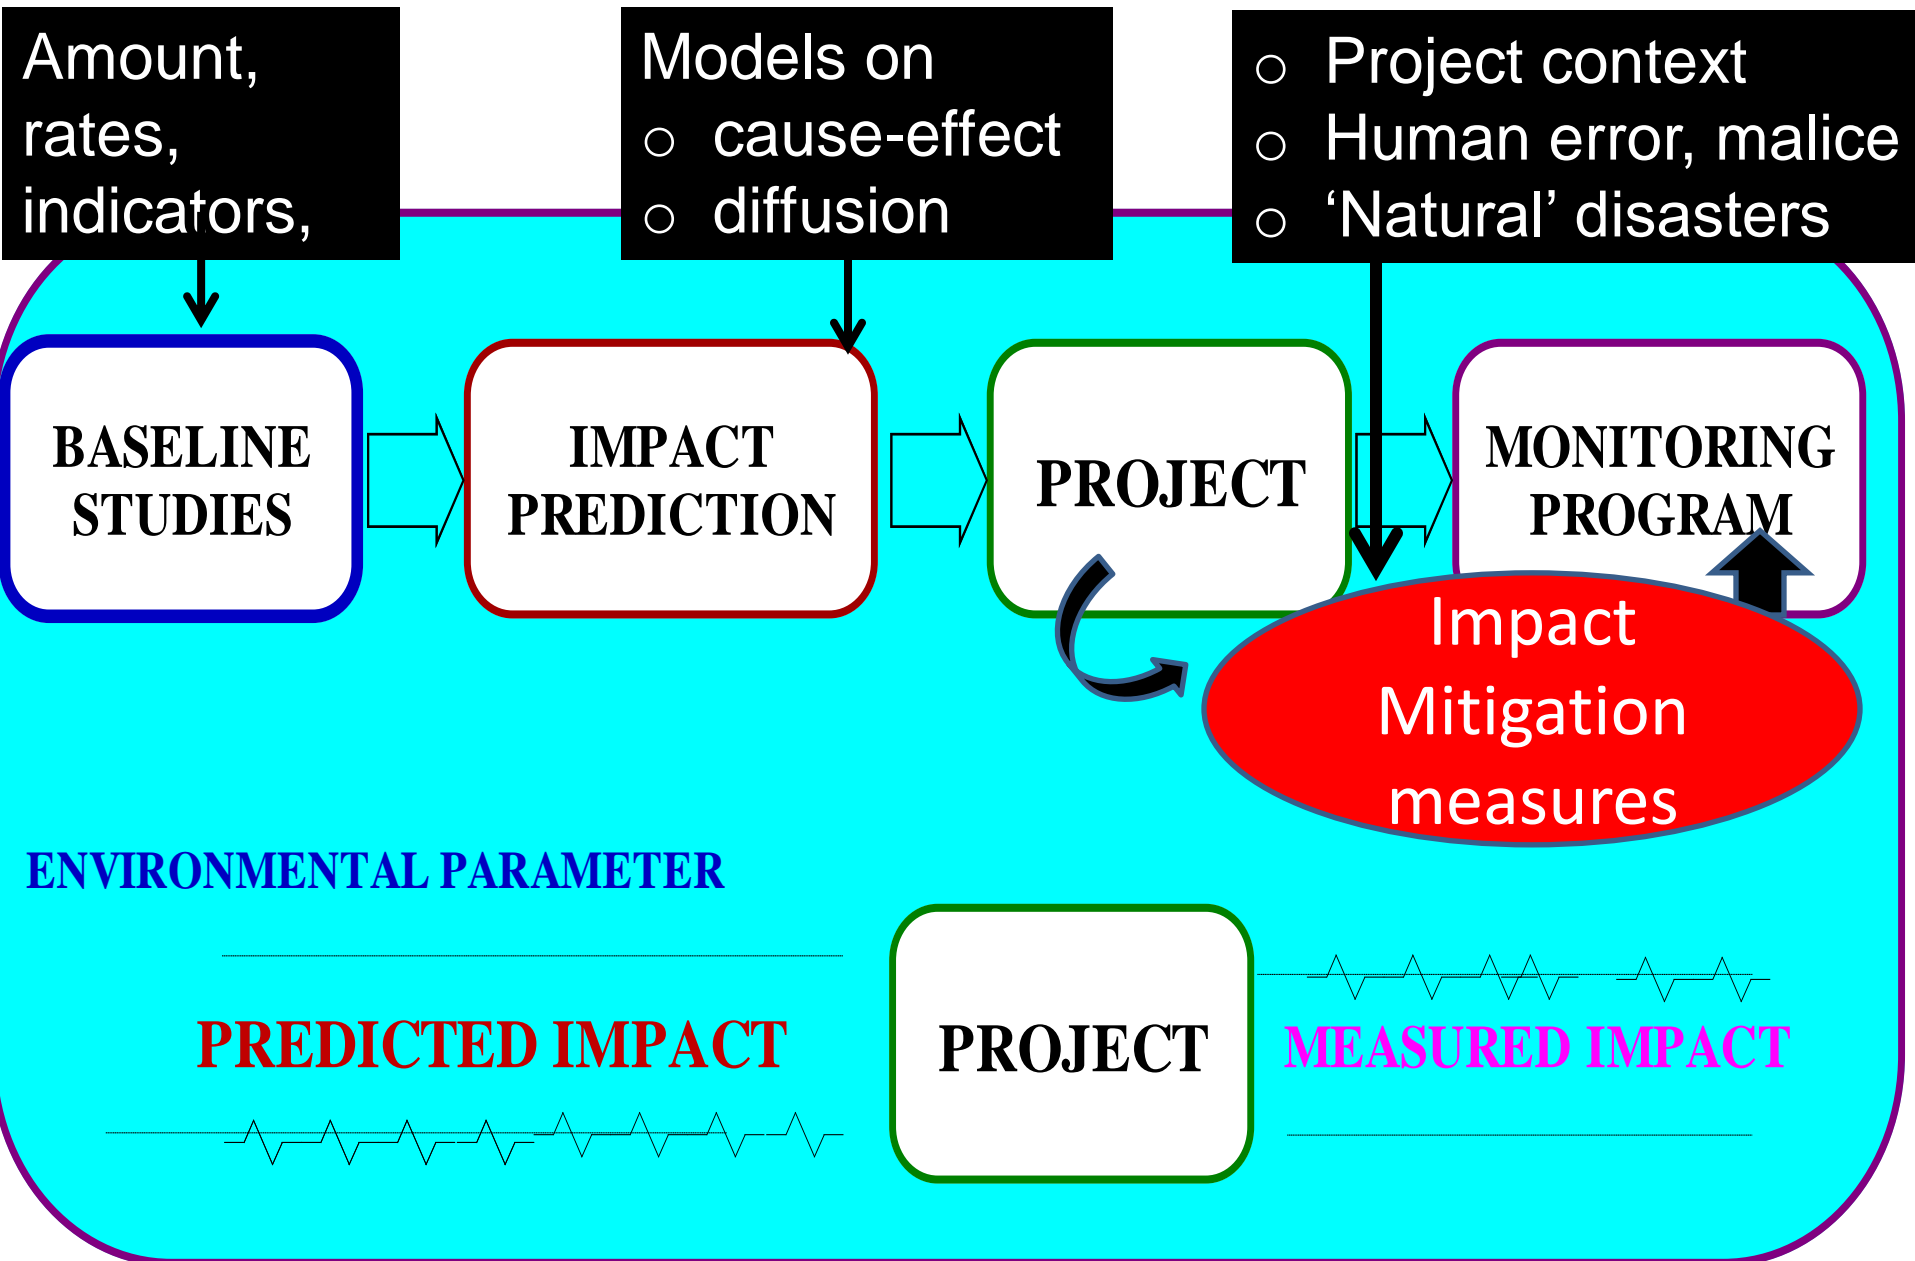 Amount,
rates,
indicators,
Models on
o cause-effect
o diffusion
o Project context
o Human error, malice
o ‘Natural’ disasters
BASELINE
STUDIES
IMPACT
PREDICTION
PROJECT
MONITORING
PROGRAM
Impact
Mitigation
measures
ENVIRONMENTAL PARAMETER
PREDICTED IMPACT
PROJECT
MEASURED IMPACT